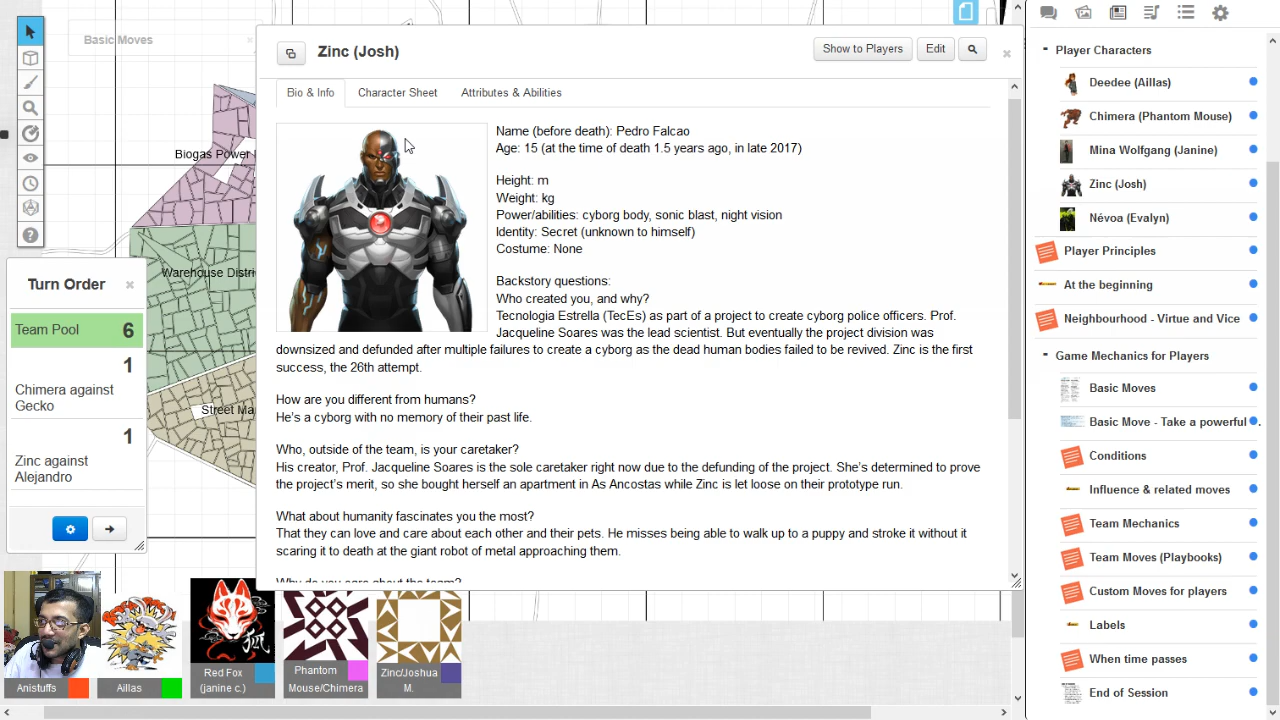 Basic Moves
Zinc (Josh)
Show to Players
Edit
Bio & Info
Character Sheet
Attributes & Abilities
Name (before death): Pedro Falcao
Age: 15 (at the time of death 1.5 years ago, in late 2017)
Height: m
Weight: kg
Power/abilities: cyborg body, sonic blast, night vision
Identity: Secret (unknown to himself)
Costume: None
Backstory questions:
Who created you, and why?
Tecnologia Estrella (TecEs) as part of a project to create cyborg police officers. Prof.
Jacqueline Soares was the lead scientist. But eventually the project division was
downsized and defunded after multiple failures to create a cyborg as the dead human bodies failed to be revived. Zinc is the first
success, the 26th attempt.
How are you different from humans?
He's a cyborg with no memory of their past life.
Who, outside of the team, is your caretaker?
His creator, Prof. Jacqueline Soares is the sole caretaker right now due to the defunding of the project. She's determined to prove
the project's merit, so she bought herself an apartment in As Ancostas while Zinc is let loose on their prototype run.
What about humanity fascinates you the most?
That they can love and care about each other and their pets. He misses being able to walk up to a puppy and stroke it without it
scaring it to death at the giant robot of metal approaching them.
Why do you care about the team?
Biogas Power
Warehouse Distri
Street Ma
Turn Order
Team Pool 6
1
Chimera against
Gecko
1
Zinc against
Alejandro
Anistuffs
Aillas
狐
Red Fox
(janine c.)
Phantom
Mouse/Chimera
Zinc/Joshua
M.
Player Characters
Deedee (Aillas)
Chimera (Phantom Mouse)
Mina Wolfgang (Janine)
Zinc (Josh)
Névoa (Evalyn)
Player Principles
At the beginning
Neighbourhood - Virtue and Vice
Game Mechanics for Players
Basic Moves
Basic Move - Take a powerful
Conditions
Influence & related moves
Team Mechanics
Team Moves (Playbooks)
Custom Moves for players
Labels
When time passes
End of Session